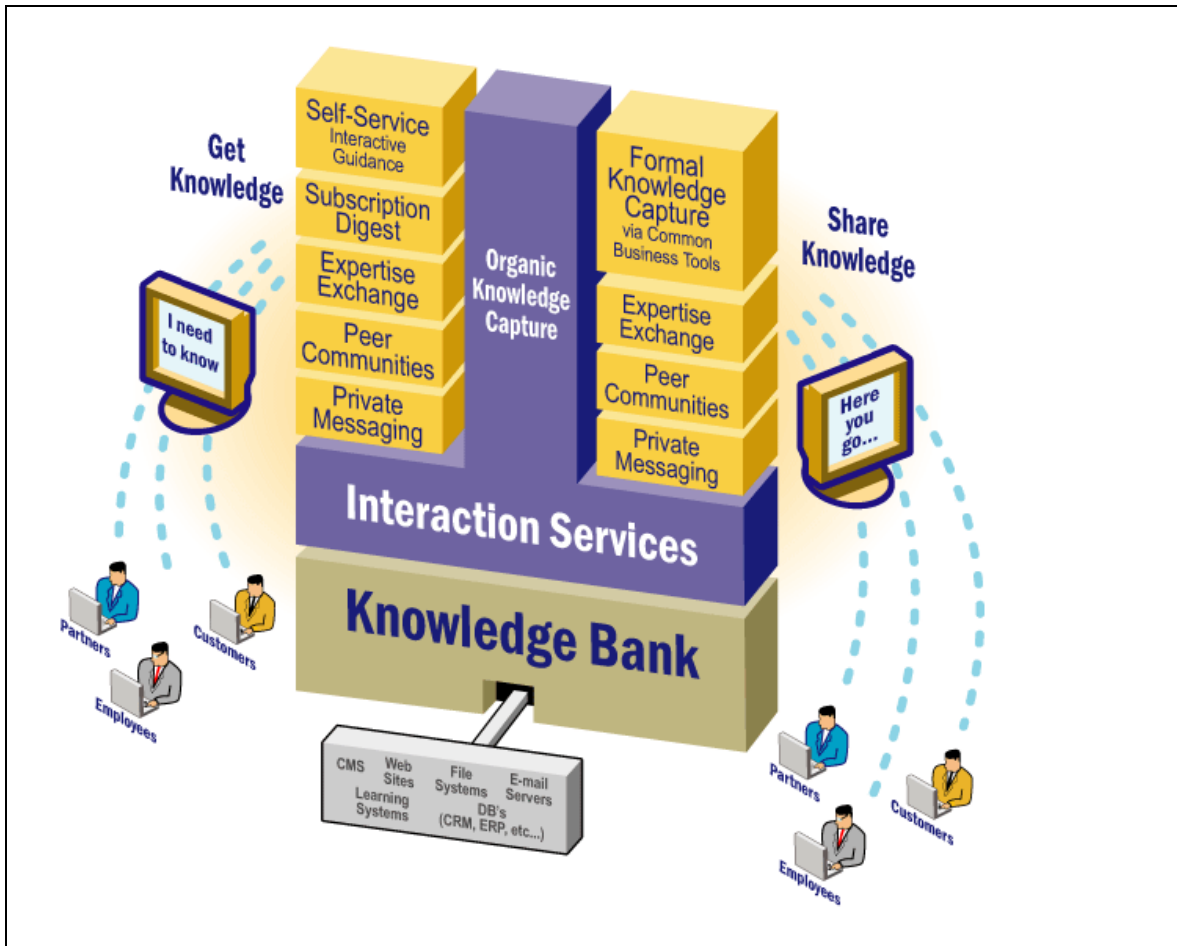 Get
Knowledge
I need
to know
Partners
Customers
Employees
Self-Service
Interactive
Guidance
Subscription
Digest
Expertise
Exchange
Peer
Communities
Private
Messaging
Organic
Knowledge
Capture
Formal
Knowledge
Capture
via Common
Business Tools
Expertise
Exchange
Peer
Communities
Private
Messaging
Share
Knowledge
Here
you
go...
Partners
Customers
Employees
Interaction Services
Knowledge Bank
CMS
Web
Sites
File
Systems
E-mail
Servers
Learning
Systems
DB's
(CRM, ERP, etc...)